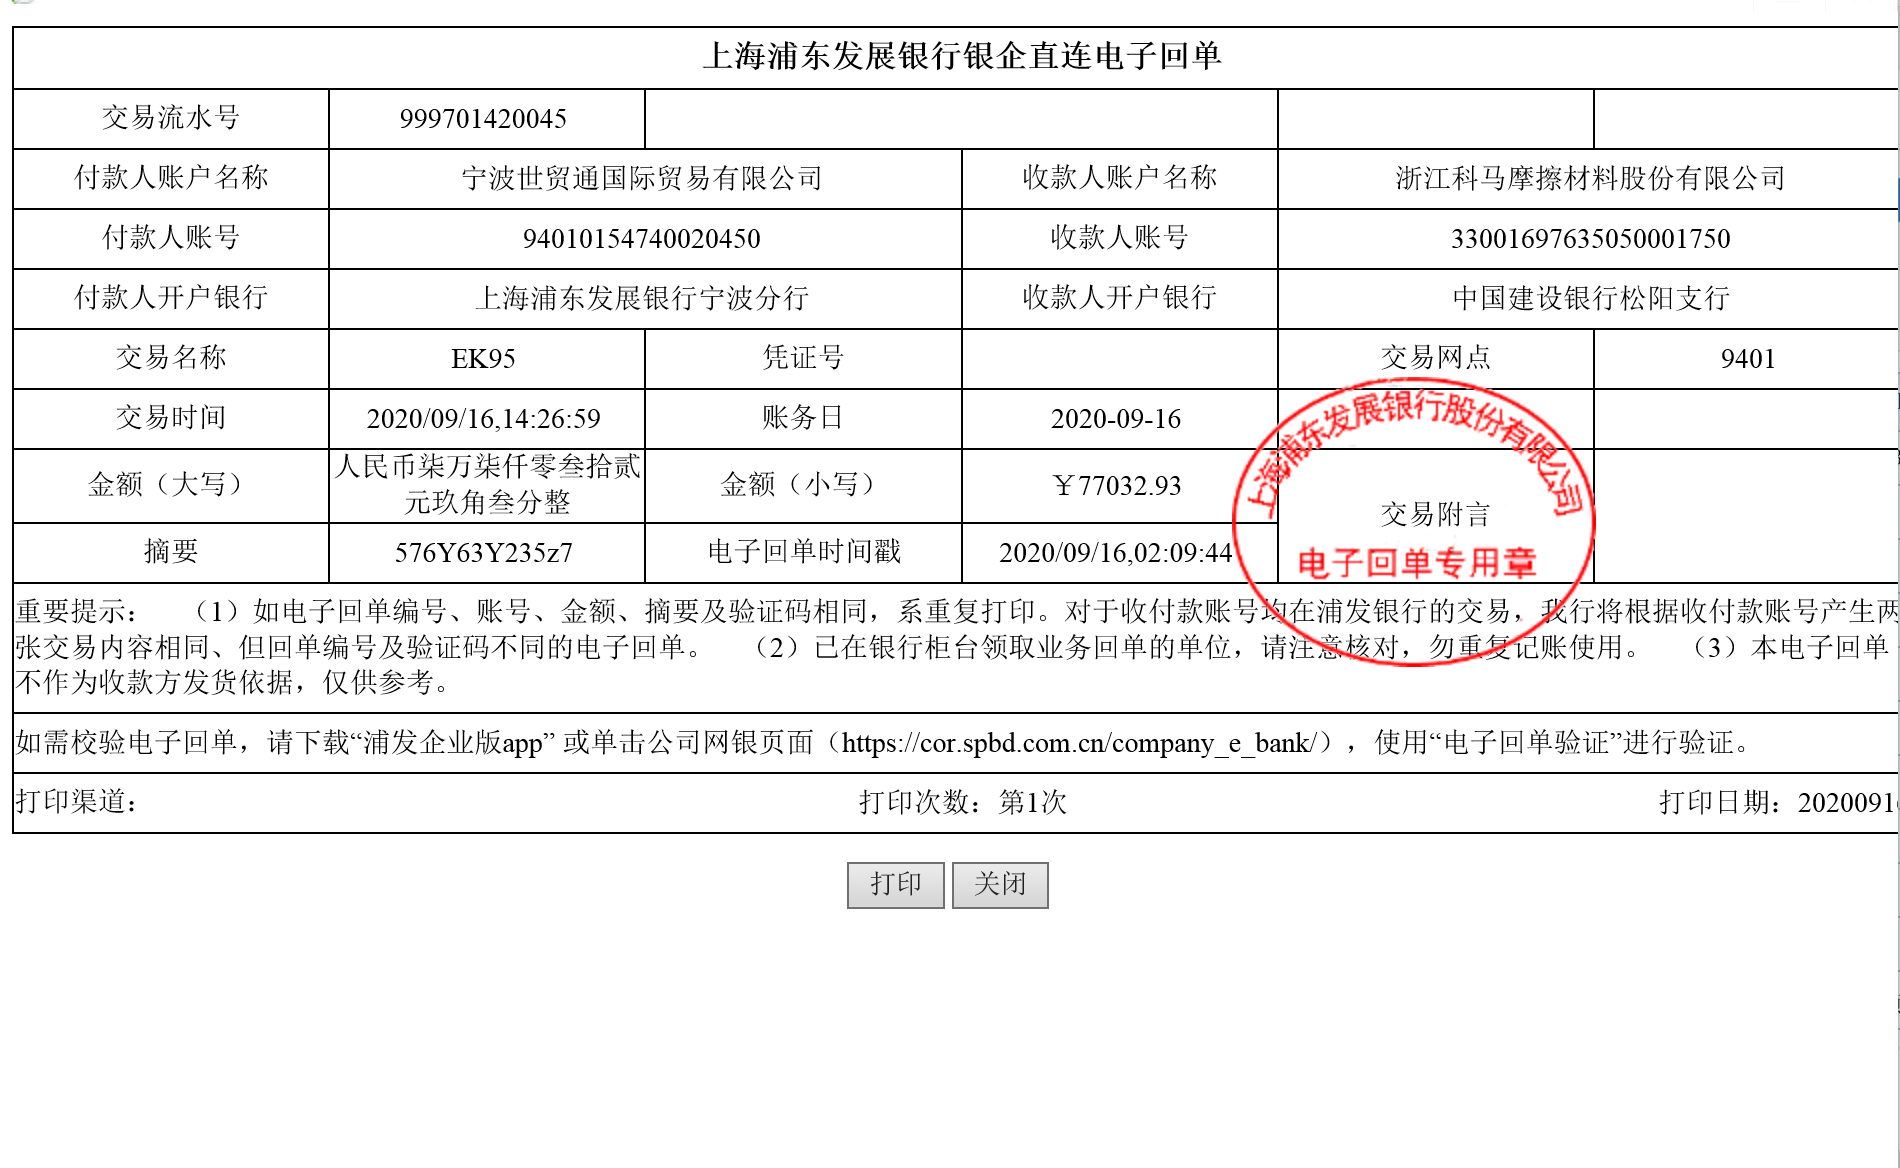 上海浦东发展银行银企直连电子回单
交易流水号 999701420045
付款人账户名称 宁波世贸通国际贸易有限公司 收款人账户名称 浙江科马摩擦材料股份有限公司
付款人账号 94010154740020450 收款人账号 33001697635050001750
付款人开户银行 上海浦东发展银行宁波分行 收款人开户银行 中国建设银行松阳支行
交易名称 EK95 凭证号 交易网点 9401
交易时间 2020/09/16,14:26:59 账务日 2020-09-16
金额（大写） 人民币柒万柒仟零叁拾贰 金额（小写） ￥77032.93
元玖角叁分整
交易附言
摘要 576Y63Y235z7 电子回单时间戳 2020/09/16,02:09:44
上海浦东发展银行股份有限公司
电子回单专用章
重要提示： （1）如电子回单编号、账号、金额、摘要及验证码相同，系重复打印。对于收付款账号均在浦发银行的交易，我行将根据收付款账号产生两
张交易内容相同、但回单编号及验证码不同的电子回单。 （2）已在银行柜台领取业务回单的单位，请注意核对，勿重复记账使用。 （3）本电子回单
不作为收款方发货依据，仅供参考。
如需校验电子回单，请下载“浦发企业版app” 或单击公司网银页面（https://cor.spbd.com.cn/company_e_bank/），使用“电子回单验证”进行验证。
打印渠道： 打印次数：第1次 打印日期：2020091
打印 关闭